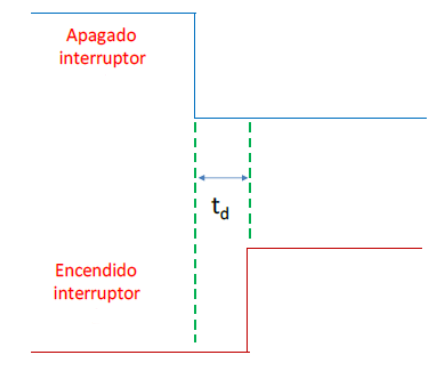 Apagado
interruptor
td
Encendido
interruptor